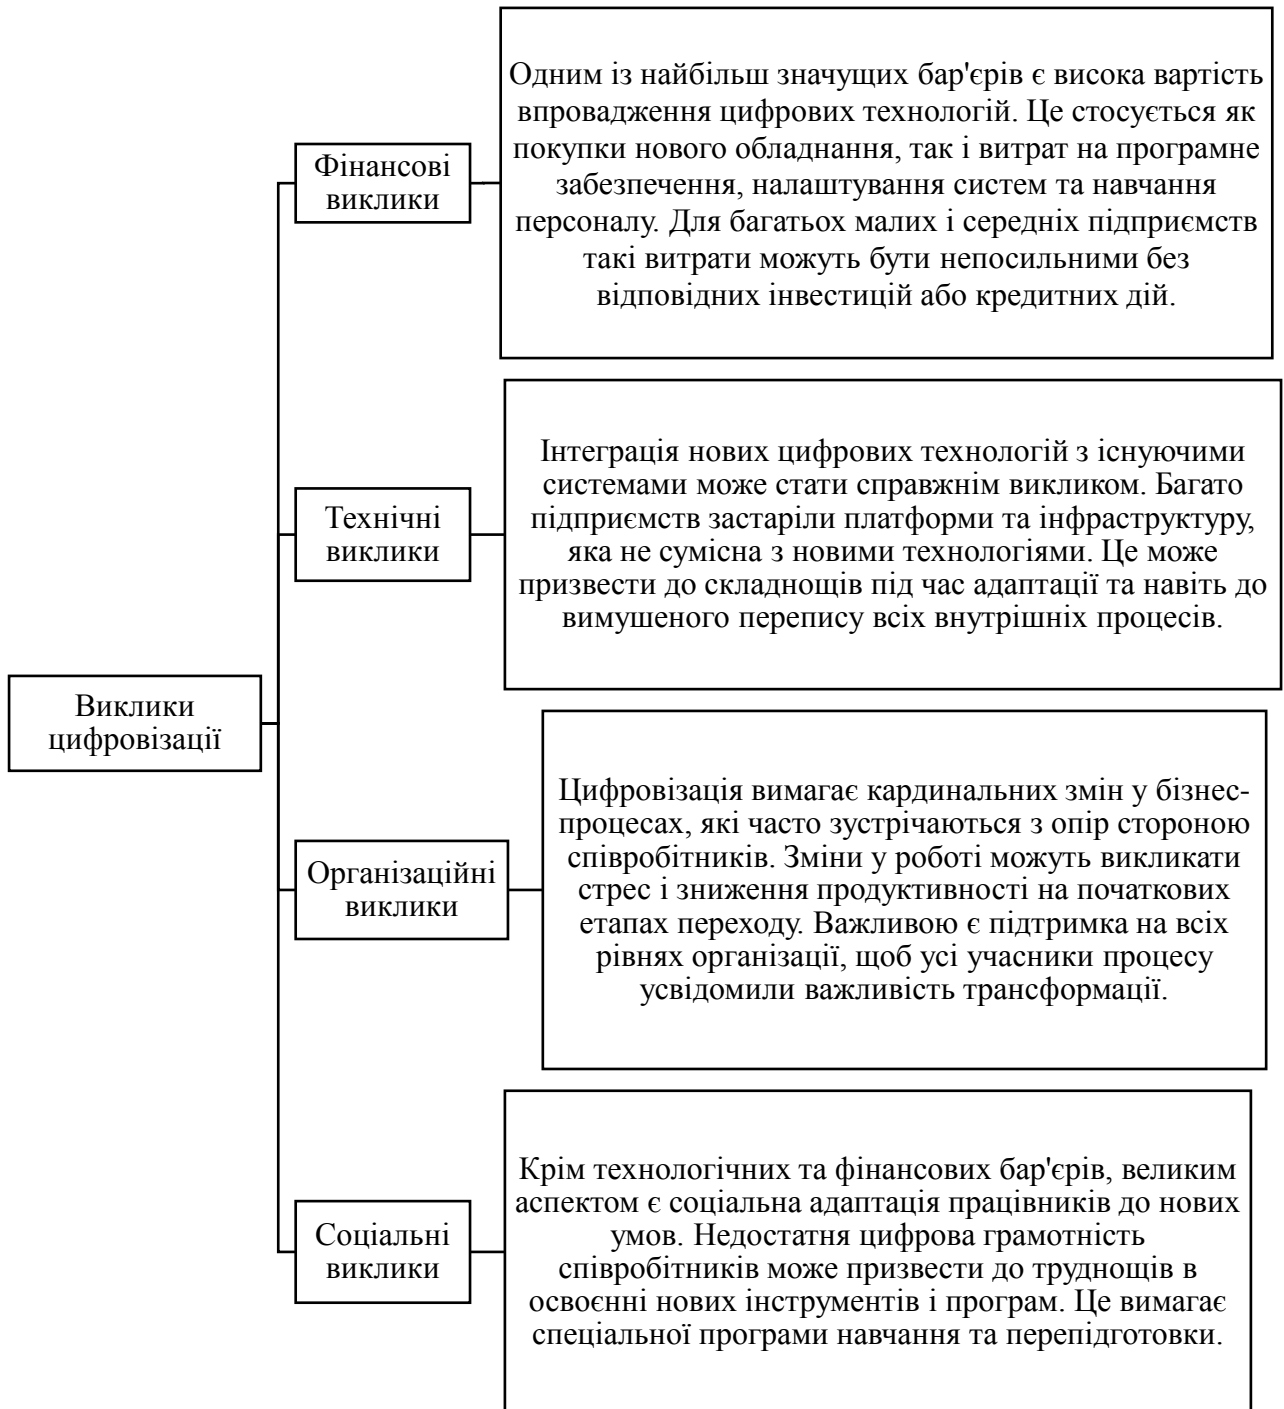 Виклики
цифровізації
Фінансові
виклики
Одним із найбільш значущих бар'єрів є висока вартість
впровадження цифрових технологій. Це стосується як
покупки нового обладнання, так і витрат на програмне
забезпечення, налаштування систем та навчання
персоналу. Для багатьох малих і середніх підприємств
такі витрати можуть бути непосильними без
відповідних інвестицій або кредитних дій.
Технічні
виклики
Інтеграція нових цифрових технологій з існуючими
системами може стати справжнім викликом. Багато
підприємств застаріли платформи та інфраструктуру,
яка не сумісна з новими технологіями. Це може
призвести до складнощів під час адаптації та навіть до
вимушеного перепису всіх внутрішніх процесів.
Організаційні
виклики
Цифровізація вимагає кардинальних змін у бізнес-
процесах, які часто зустрічаються з опір стороною
співробітників. Зміни у роботі можуть викликати
стрес і зниження продуктивності на початкових
етапах переходу. Важливою є підтримка на всіх
рівнях організації, щоб усі учасники процесу
усвідомили важливість трансформації.
Соціальні
виклики
Крім технологічних та фінансових бар'єрів, великим
аспектом є соціальна адаптація працівників до нових
умов. Недостатня цифрова грамотність
співробітників може призвести до труднощів в
освоєнні нових інструментів і програм. Це вимагає
спеціальної програми навчання та перепідготовки.